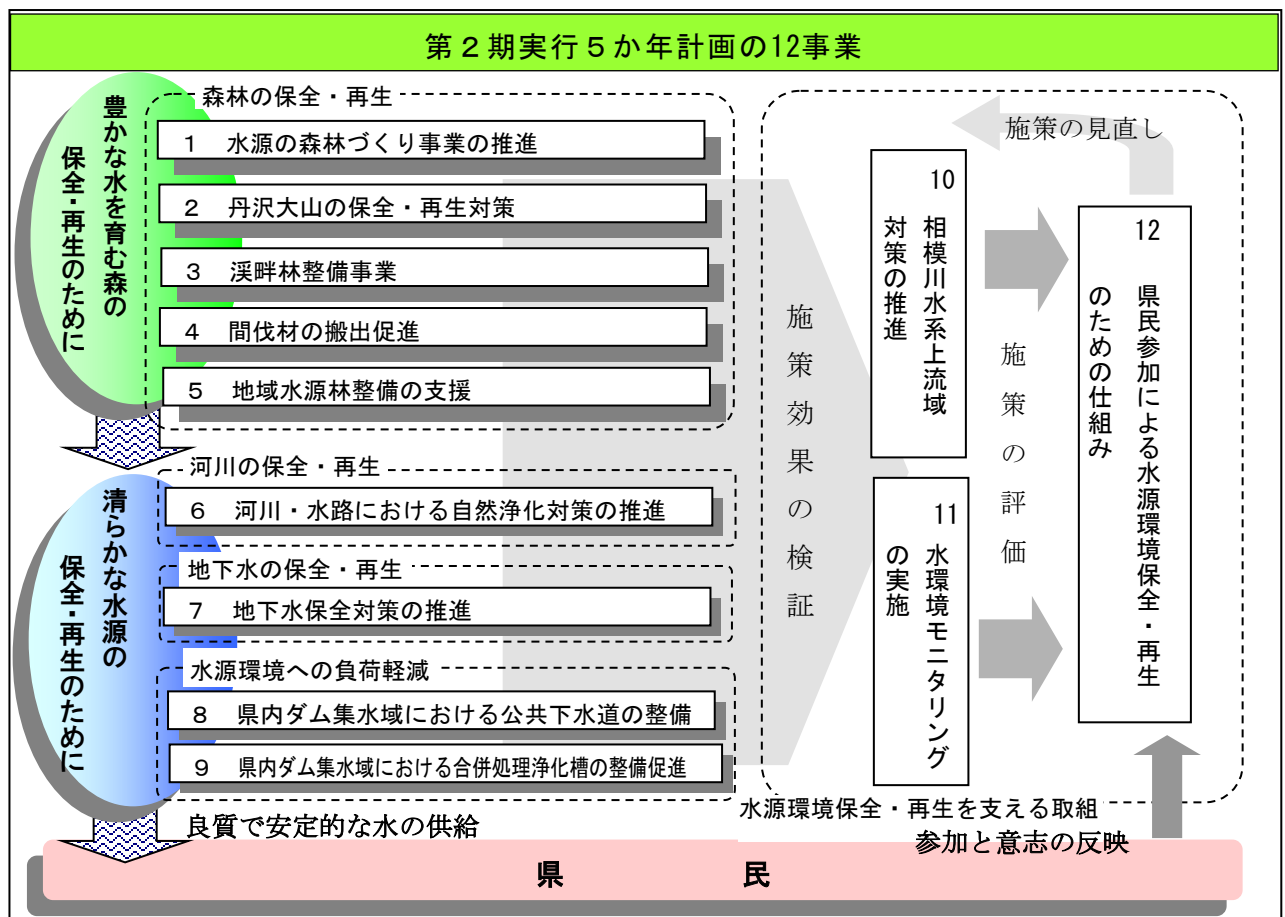 第２期実行５か年計画の12事業
豊かな水を育む森の
保全・再生のために
森林の保全・再生
１ 水源の森林づくり事業の推進
２ 丹沢大山の保全・再生対策
３ 渓畔林整備事業
４ 間伐材の搬出促進
５ 地域水源林整備の支援
清らかな水源の
保全・再生のために
河川の保全・再生
６ 河川・水路における自然浄化対策の推進
地下水の保全・再生
７ 地下水保全対策の推進
水源環境への負荷軽減
８ 県内ダム集水域における公共下水道の整備
９ 県内ダム集水域における合併処理浄化槽の整備促進
施策効果の検証
10 相模川水系上流域
対策の推進
11 水環境モニタリング
の実施
施策の評価
施策の見直し
12 県民参加による水源環境保全・再生
のための仕組み
水源環境保全・再生を支える取組
良質で安定的な水の供給
参加と意志の反映
県民